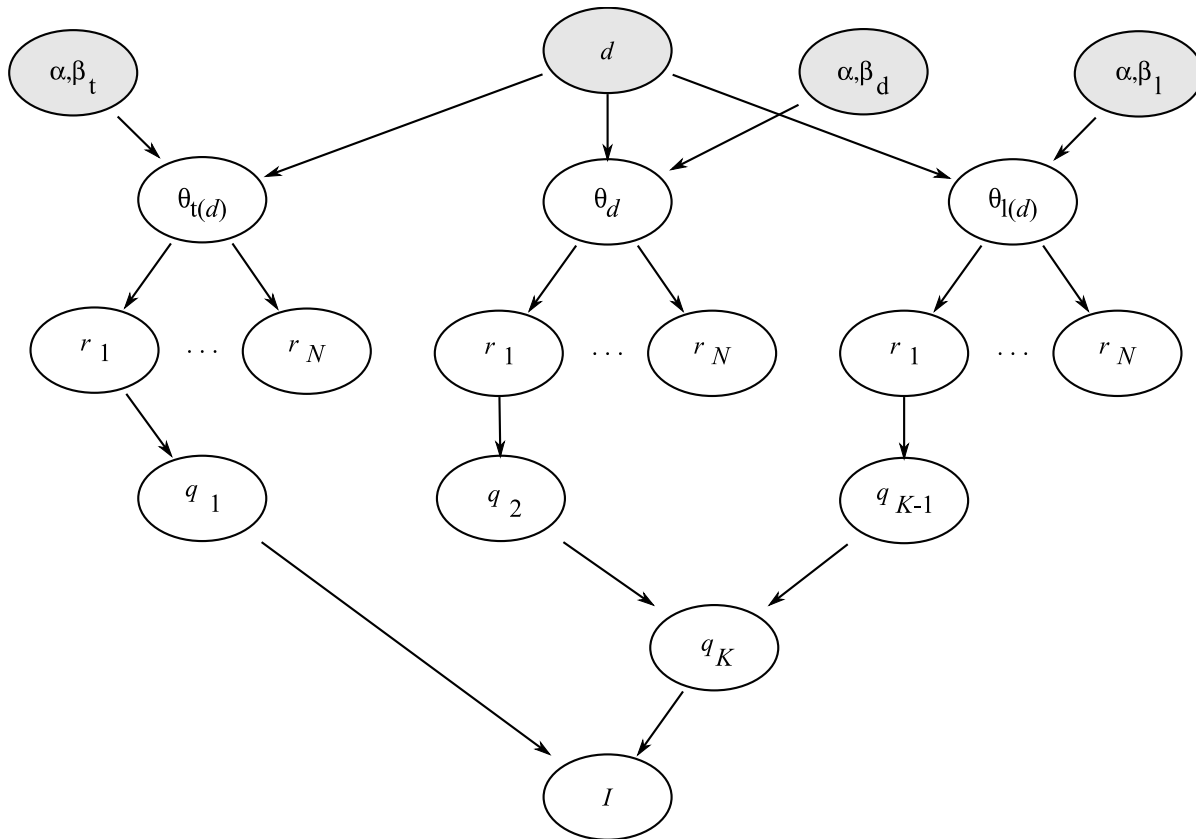 α,β_t d α,β_d α,β_l
θ_t(d) θ_d θ_l(d)
r_1 ... r_N r_1 ... r_N r_1 ... r_N
q_1 q_2 q_K-1
q_K
I